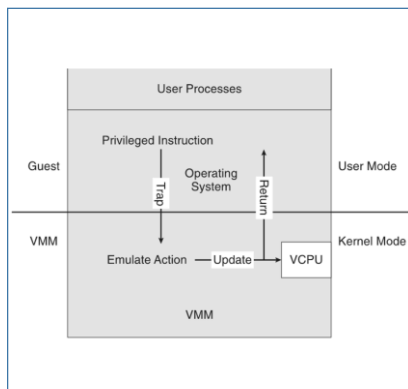 User Processes
Privileged Instruction
Guest
Operating
System
User Mode
Trap
Return
VMM
Kernel Mode
Emulate Action
Update
VCPU
VMM